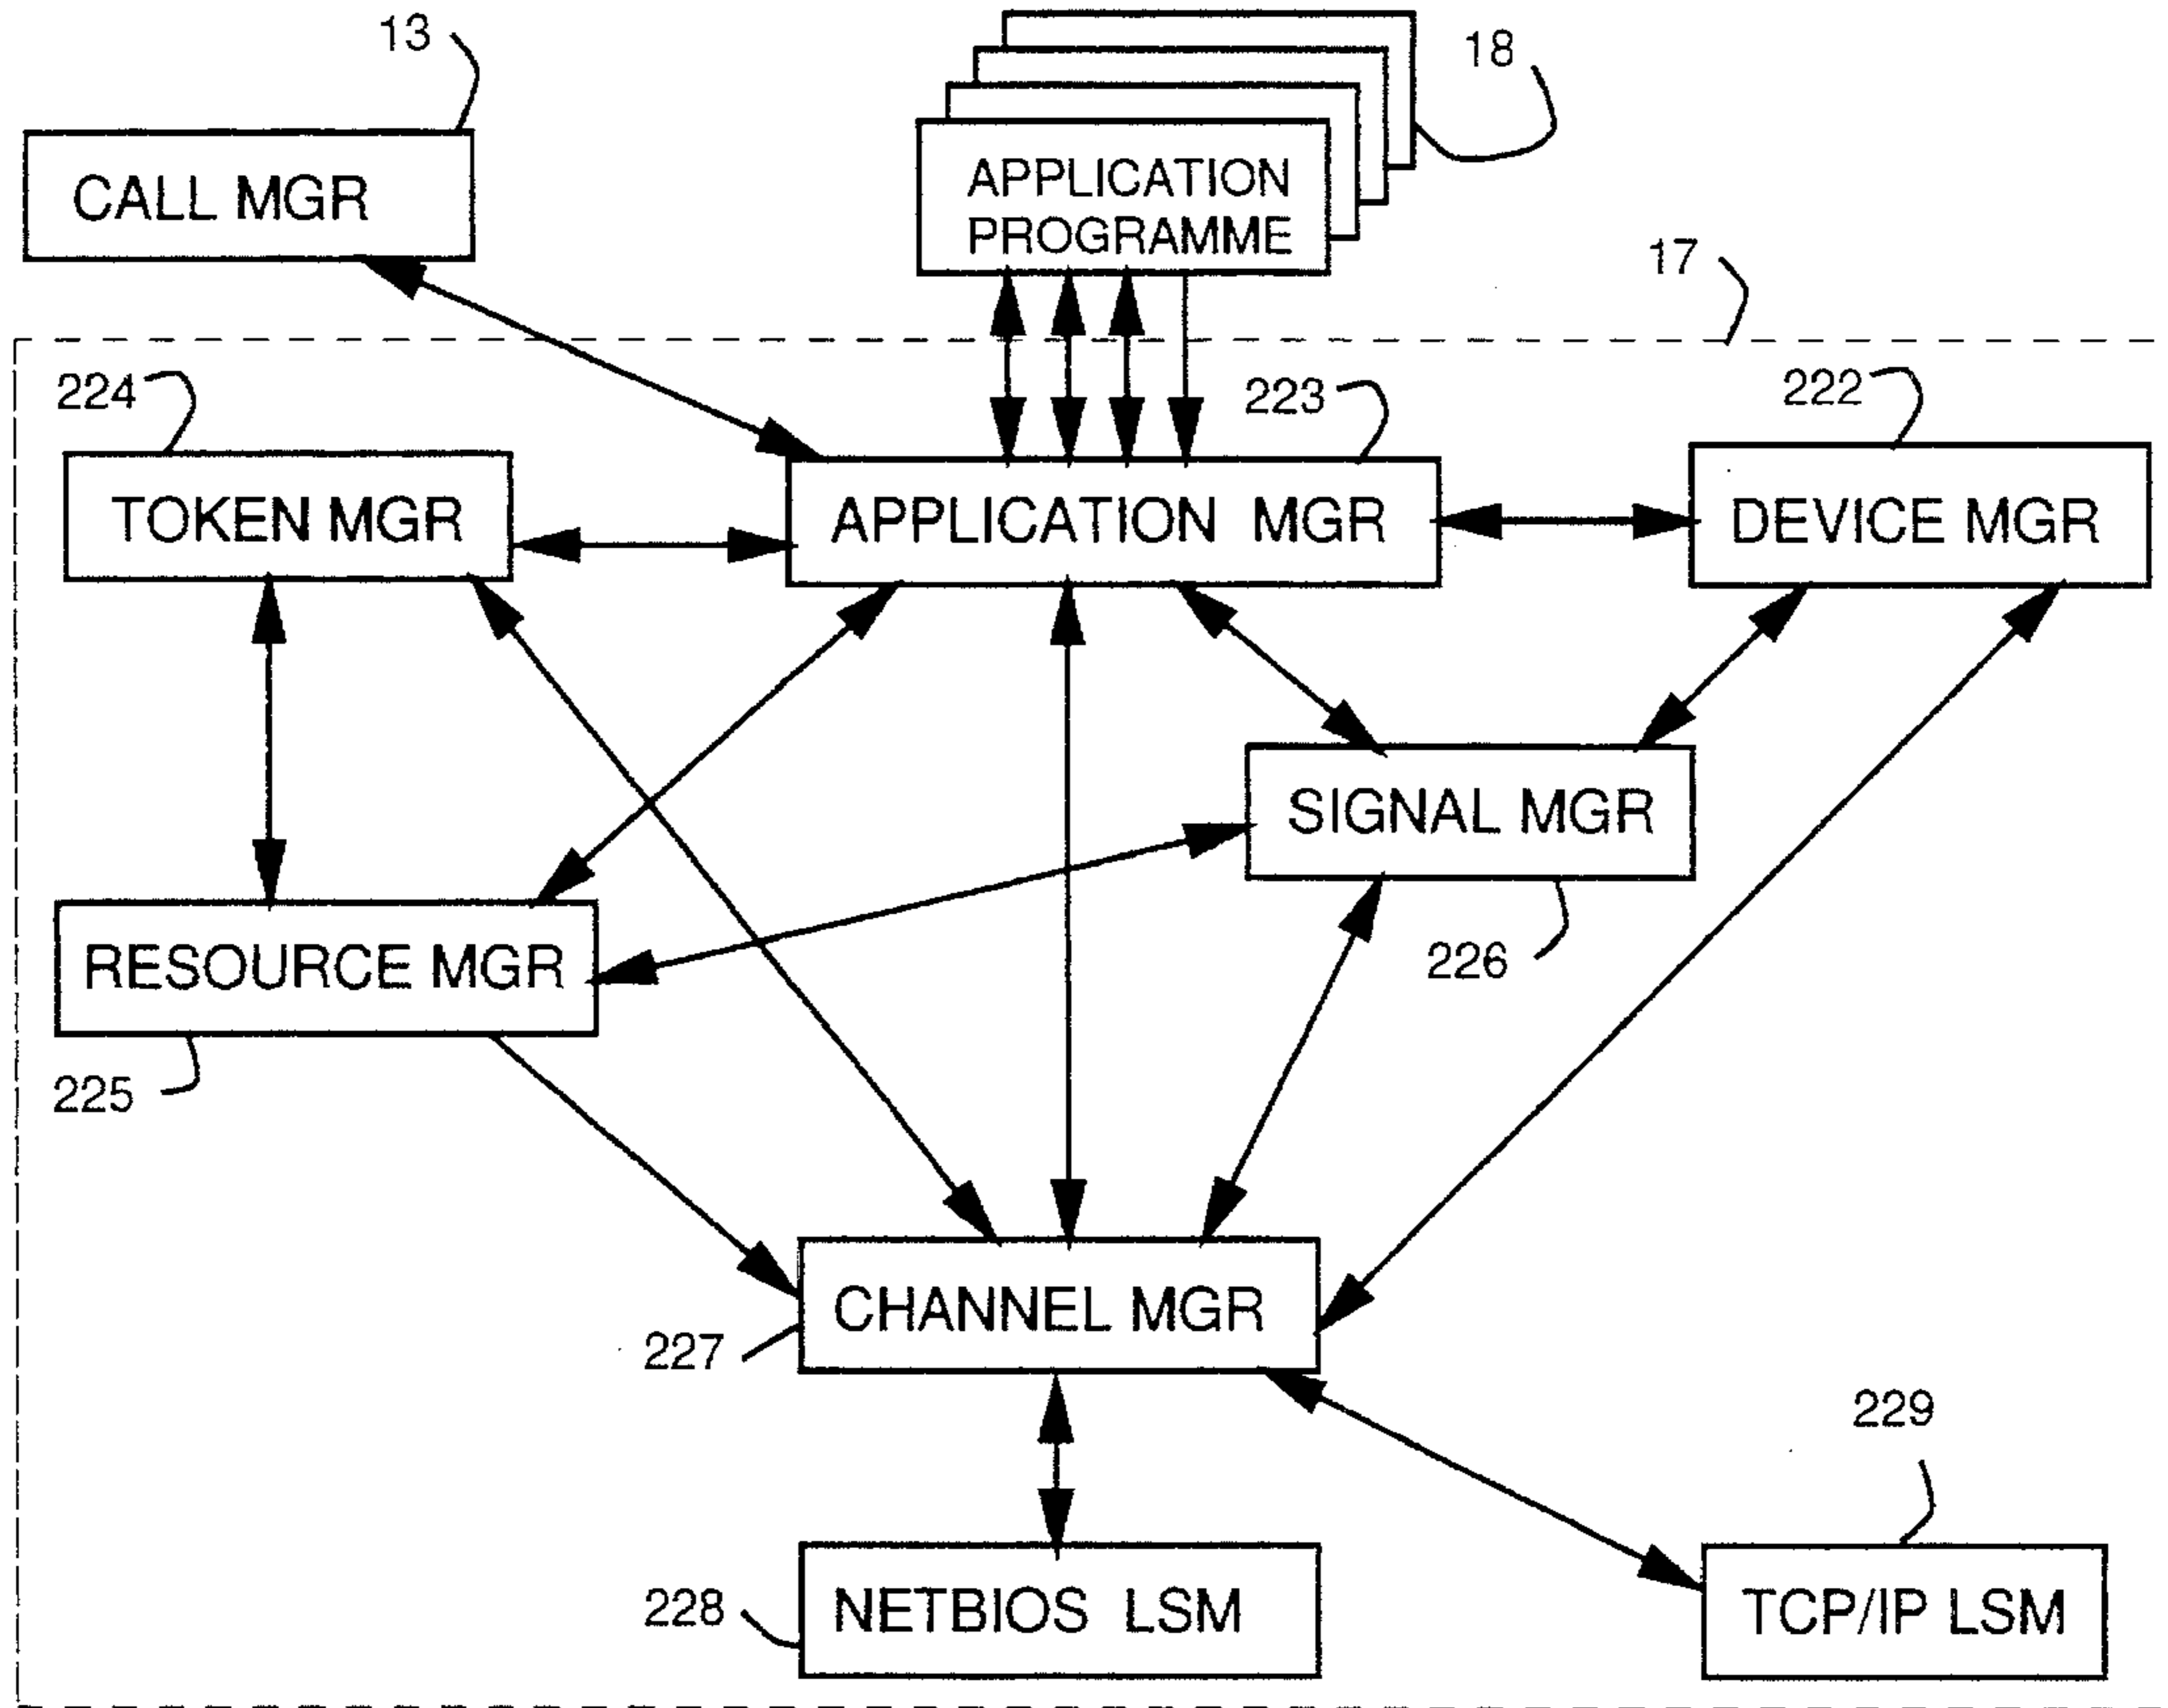 13
18
CALL MGR
APPLICATION
PROGRAMME
17
224
223
222
TOKEN MGR
APPLICATION MGR
DEVICE MGR
SIGNAL MGR
226
RESOURCE MGR
225
CHANNEL MGR
227
229
228
NETBIOS LSM
TCP/IP LSM